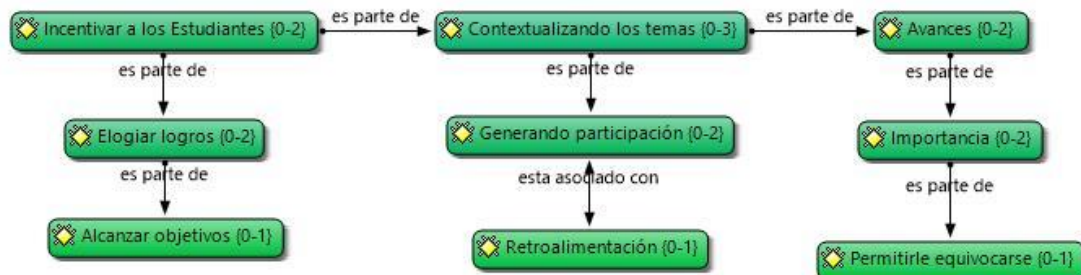 Incentivar a los Estudiantes {0-2}
es parte de
Contextualizando los temas {0-3}
es parte de
Avances {0-2}
es parte de
es parte de
es parte de
Elogiar logros {0-2}
Generando participación {0-2}
Importancia {0-2}
es parte de
esta asociado con
es parte de
Alcanzar objetivos {0-1}
Retroalimentación {0-1}
Permitirle equivocarse {0-1}